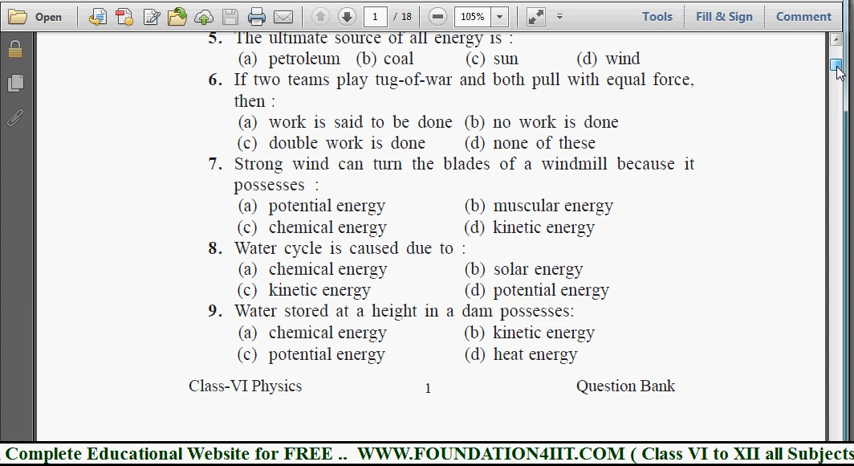 Open 1 / 18 105% Tools Fill & Sign Comment
5. The ultimate source of all energy is :
(a) petroleum (b) coal (c) sun (d) wind
6. If two teams play tug-of-war and both pull with equal force,
then :
(a) work is said to be done (b) no work is done
(c) double work is done (d) none of these
7. Strong wind can turn the blades of a windmill because it
possesses :
(a) potential energy (b) muscular energy
(c) chemical energy (d) kinetic energy
8. Water cycle is caused due to :
(a) chemical energy (b) solar energy
(c) kinetic energy (d) potential energy
9. Water stored at a height in a dam possesses:
(a) chemical energy (b) kinetic energy
(c) potential energy (d) heat energy
Class-VI Physics 1 Question Bank
Complete Educational Website for FREE .. WWW.FOUNDATION4IIT.COM ( Class VI to XII all Subjects